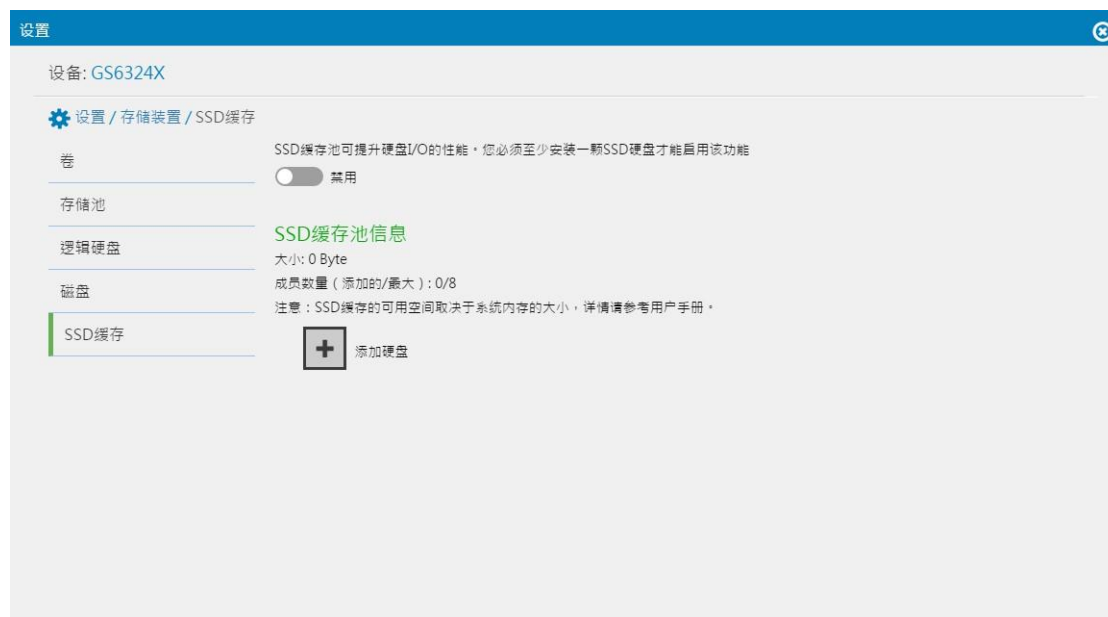 设置
设备: GS6324X
设置 / 存储装置 / SSD缓存
卷
存储池
逻辑硬盘
磁盘
SSD缓存
SSD缓存池可提升硬盘I/O的性能。您必须至少安装一颗SSD硬盘才能启用该功能
禁用
SSD缓存池信息
大小: 0 Byte
成员数量（添加的/最大）: 0/8
注意：SSD缓存的可用空间取决于系统内存的大小，详情请参考用户手册。
添加硬盘